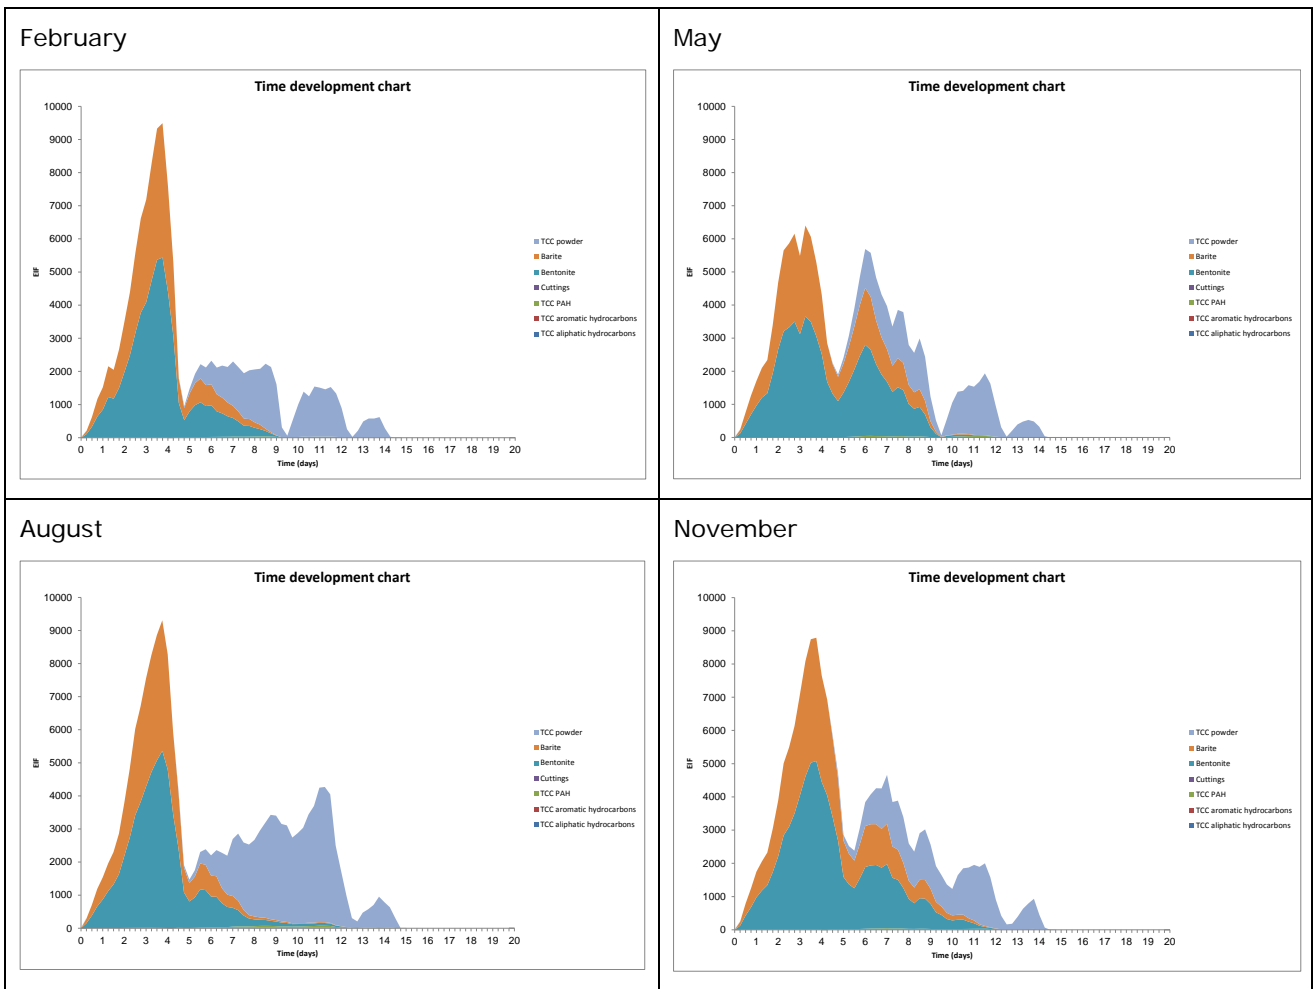 February
Time development chart
10000
9000
8000
7000
6000
5000
4000
3000
2000
1000
0
EIF
0 1 2 3 4 5 6 7 8 9 10 11 12 13 14 15 16 17 18 19 20
Time (days)
TCC powder
Barite
Bentonite
Cuttings
TCC PAH
TCC aromatic hydrocarbons
TCC aliphatic hydrocarbons
May
Time development chart
10000
9000
8000
7000
6000
5000
4000
3000
2000
1000
0
EIF
0 1 2 3 4 5 6 7 8 9 10 11 12 13 14 15 16 17 18 19 20
Time (days)
TCC powder
Barite
Bentonite
Cuttings
TCC PAH
TCC aromatic hydrocarbons
TCC aliphatic hydrocarbons
August
Time development chart
10000
9000
8000
7000
6000
5000
4000
3000
2000
1000
0
EIF
0 1 2 3 4 5 6 7 8 9 10 11 12 13 14 15 16 17 18 19 20
Time (days)
TCC powder
Barite
Bentonite
Cuttings
TCC PAH
TCC aromatic hydrocarbons
TCC aliphatic hydrocarbons
November
Time development chart
10000
9000
8000
7000
6000
5000
4000
3000
2000
1000
0
EIF
0 1 2 3 4 5 6 7 8 9 10 11 12 13 14 15 16 17 18 19 20
Time (days)
TCC powder
Barite
Bentonite
Cuttings
TCC PAH
TCC aromatic hydrocarbons
TCC aliphatic hydrocarbons